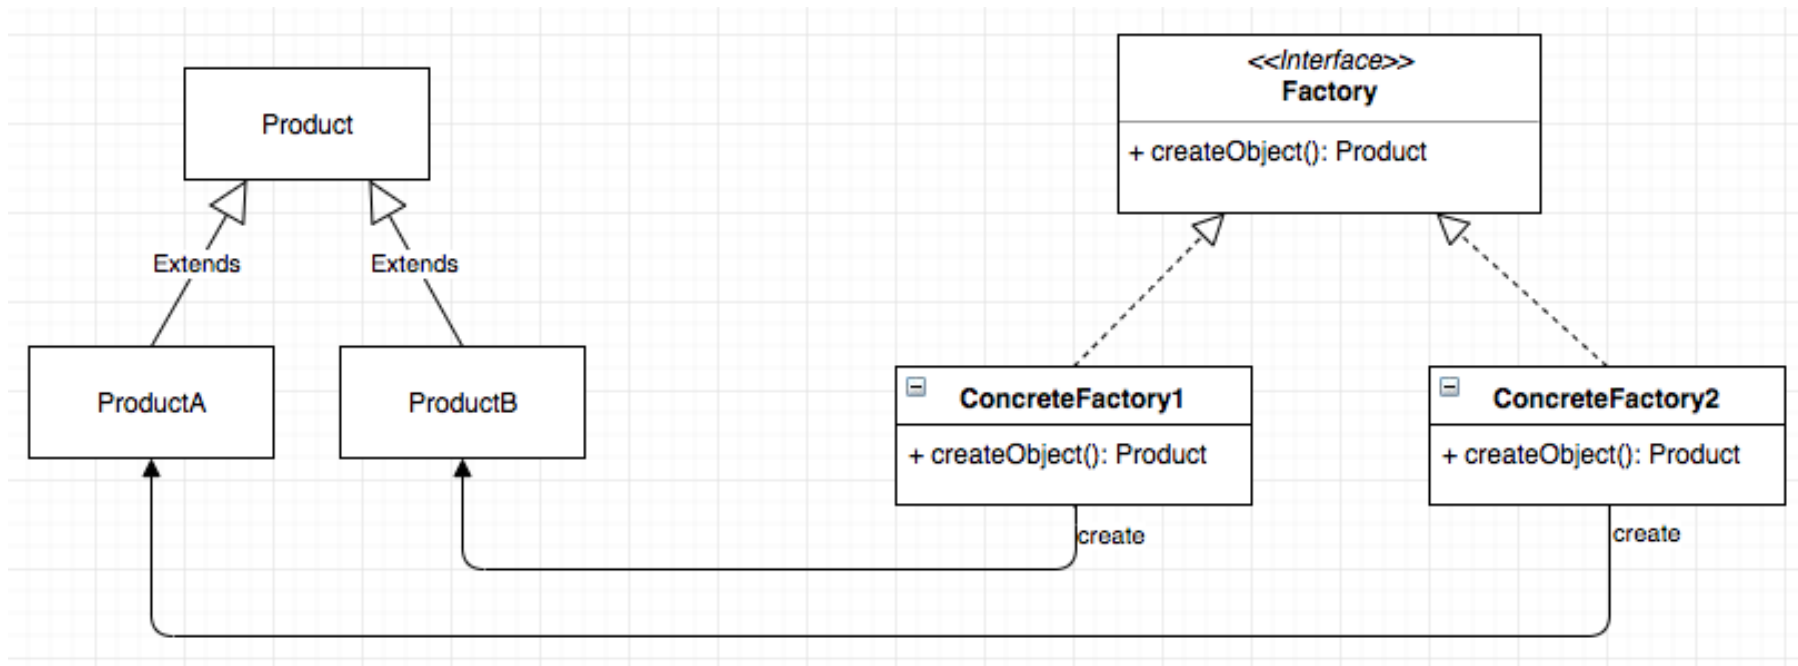 <<Interface>>
Factory
Product
+ createObject(): Product
Extends
Extends
ProductA
ProductB
ConcreteFactory1
ConcreteFactory2
+ createObject(): Product
+ createObject(): Product
create
create